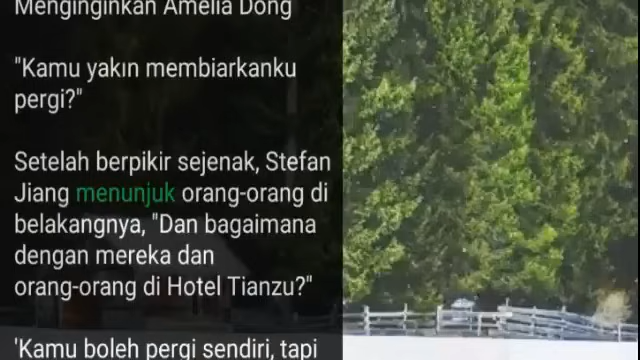 Menginginkan Amelia Dong
"Kamu yakin membiarkanku
pergi?"
Setelah berpikir sejenak, Stefan
Jiang menunjuk orang-orang di
belakangnya, "Dan bagaimana
dengan mereka dan
orang-orang di Hotel Tianzu?"
'Kamu boleh pergi sendiri, tapi